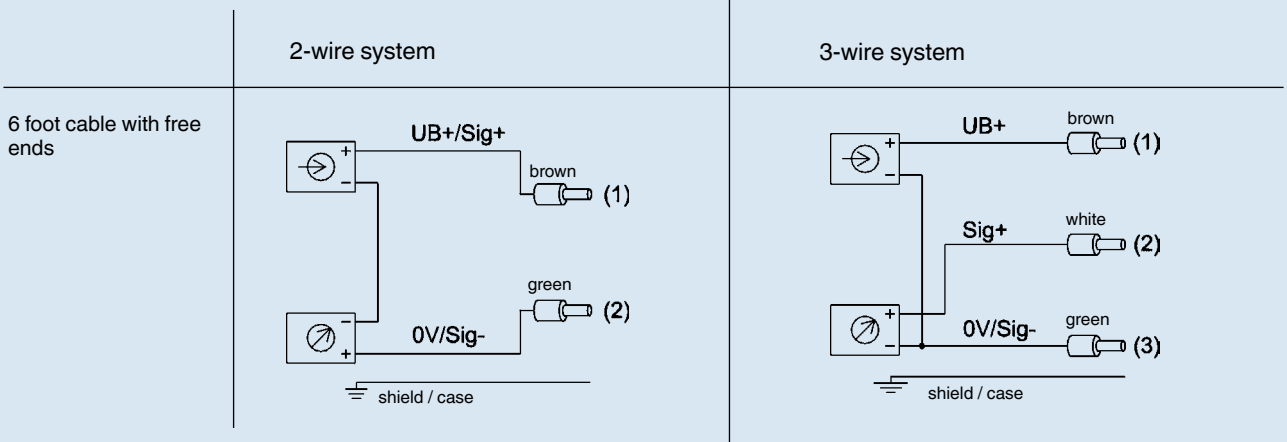 2-wire system
3-wire system
6 foot cable with free
ends
UB+/Sig+
+
−
brown
(1)
green
(2)
−
+
0V/Sig-
shield / case
UB+
+
−
brown
(1)
Sig+
white
(2)
+
−
0V/Sig-
green
(3)
shield / case